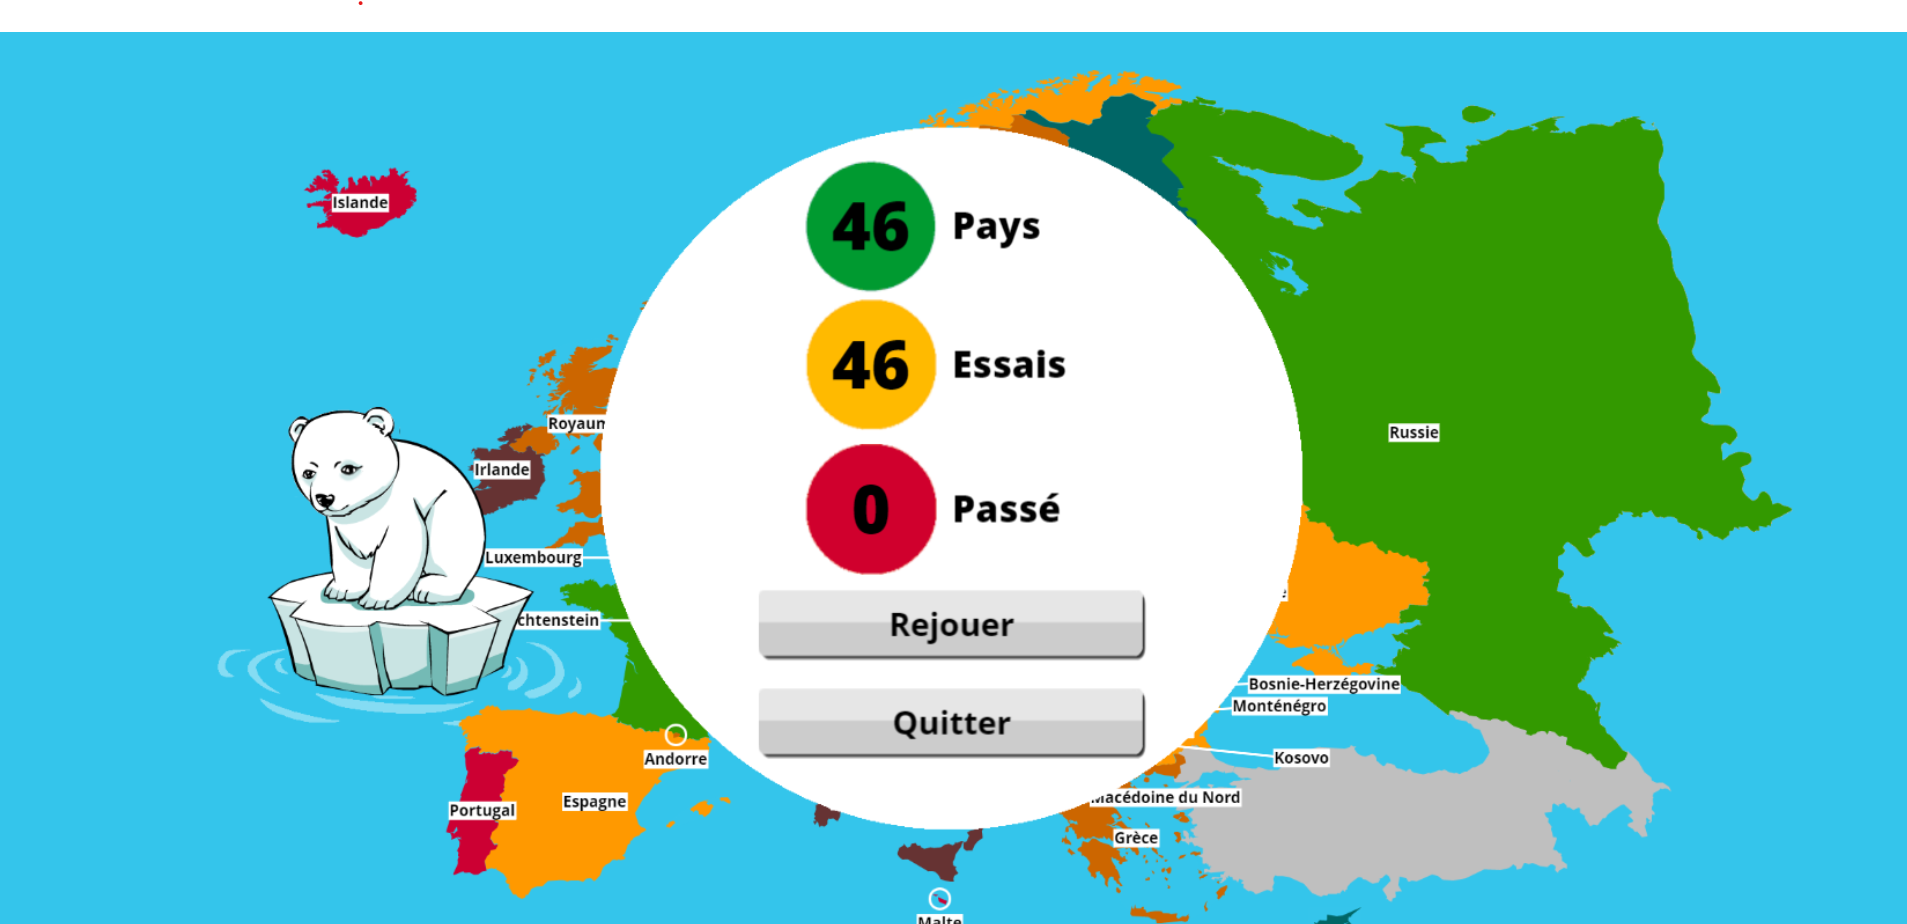 Islande
46 Pays
46 Essais
Royaum
Russie
Irlande
0 Passé
Luxembourg
chtenstein
Rejouer
Bosnie-Herzégovine
Monténégro
Quitter
Andorre
Kosovo
Macédoine du Nord
Espagne
Portugal
Grèce
Malte